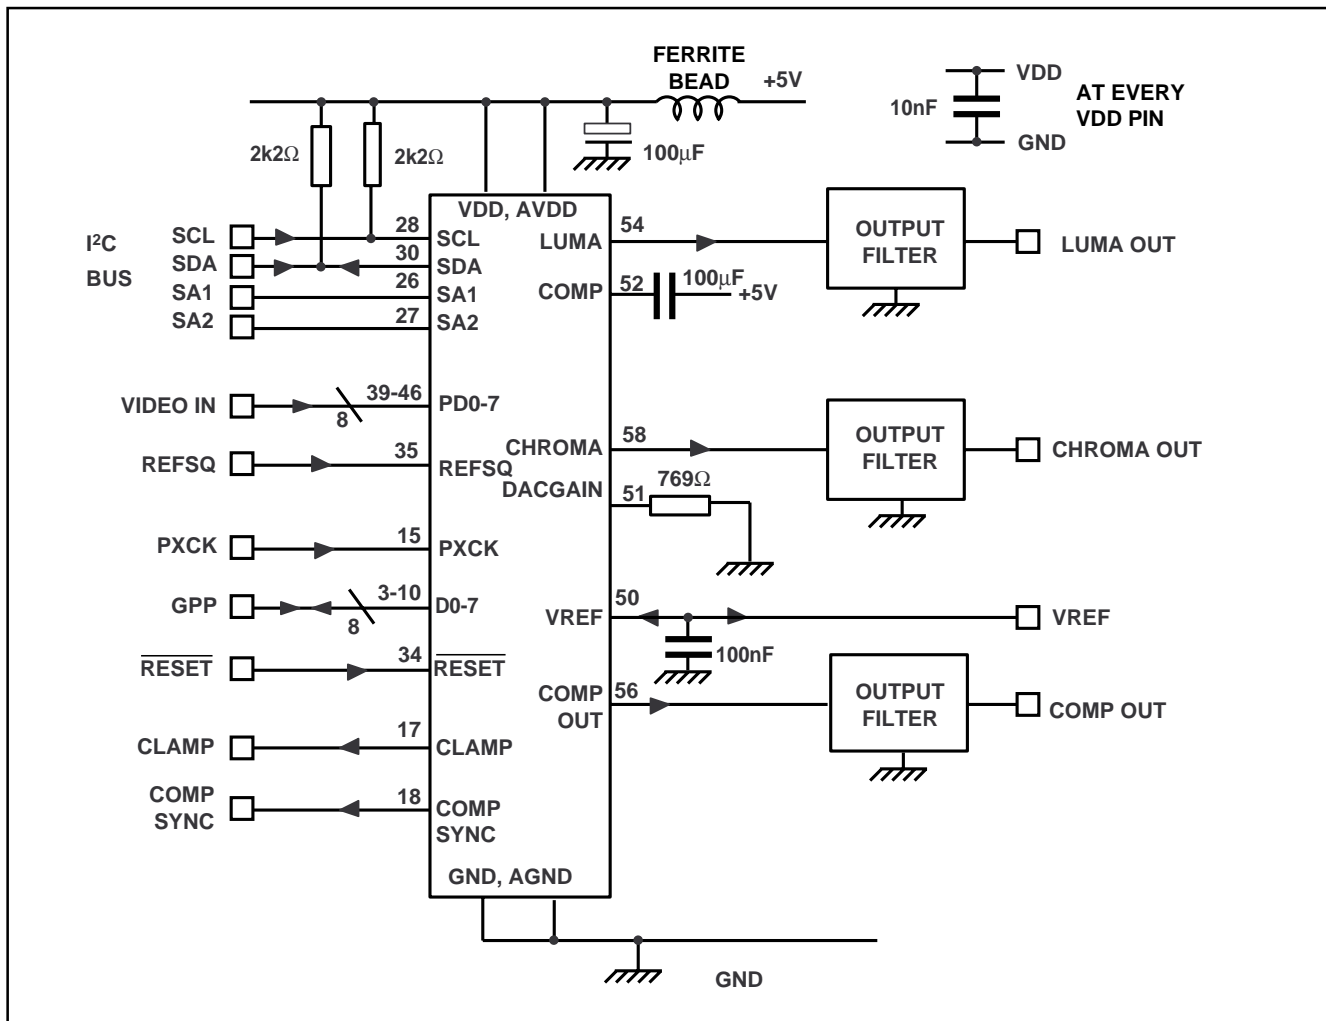 FERRITE
BEAD
+5V
VDD
10nF
AT EVERY
VDD PIN
GND
2k2Ω
2k2Ω
100µF
VDD, AVDD
I²C
BUS
SCL
28
SCL
SDA
30
SDA
SA1
26
SA1
SA2
27
SA2
LUMA
54
OUTPUT
FILTER
LUMA OUT
COMP
52
100µF
+5V
VIDEO IN
8
39-46
PD0-7
REFSQ
35
REFSQ
CHROMA
58
OUTPUT
FILTER
CHROMA OUT
DACGAIN
51
769Ω
PXCK
15
PXCK
GPP
8
3-10
D0-7
VREF
50
100nF
VREF
RESET
34
RESET
COMP
OUT
56
OUTPUT
FILTER
COMP OUT
CLAMP
17
CLAMP
COMP
SYNC
18
COMP
SYNC
GND, AGND
GND